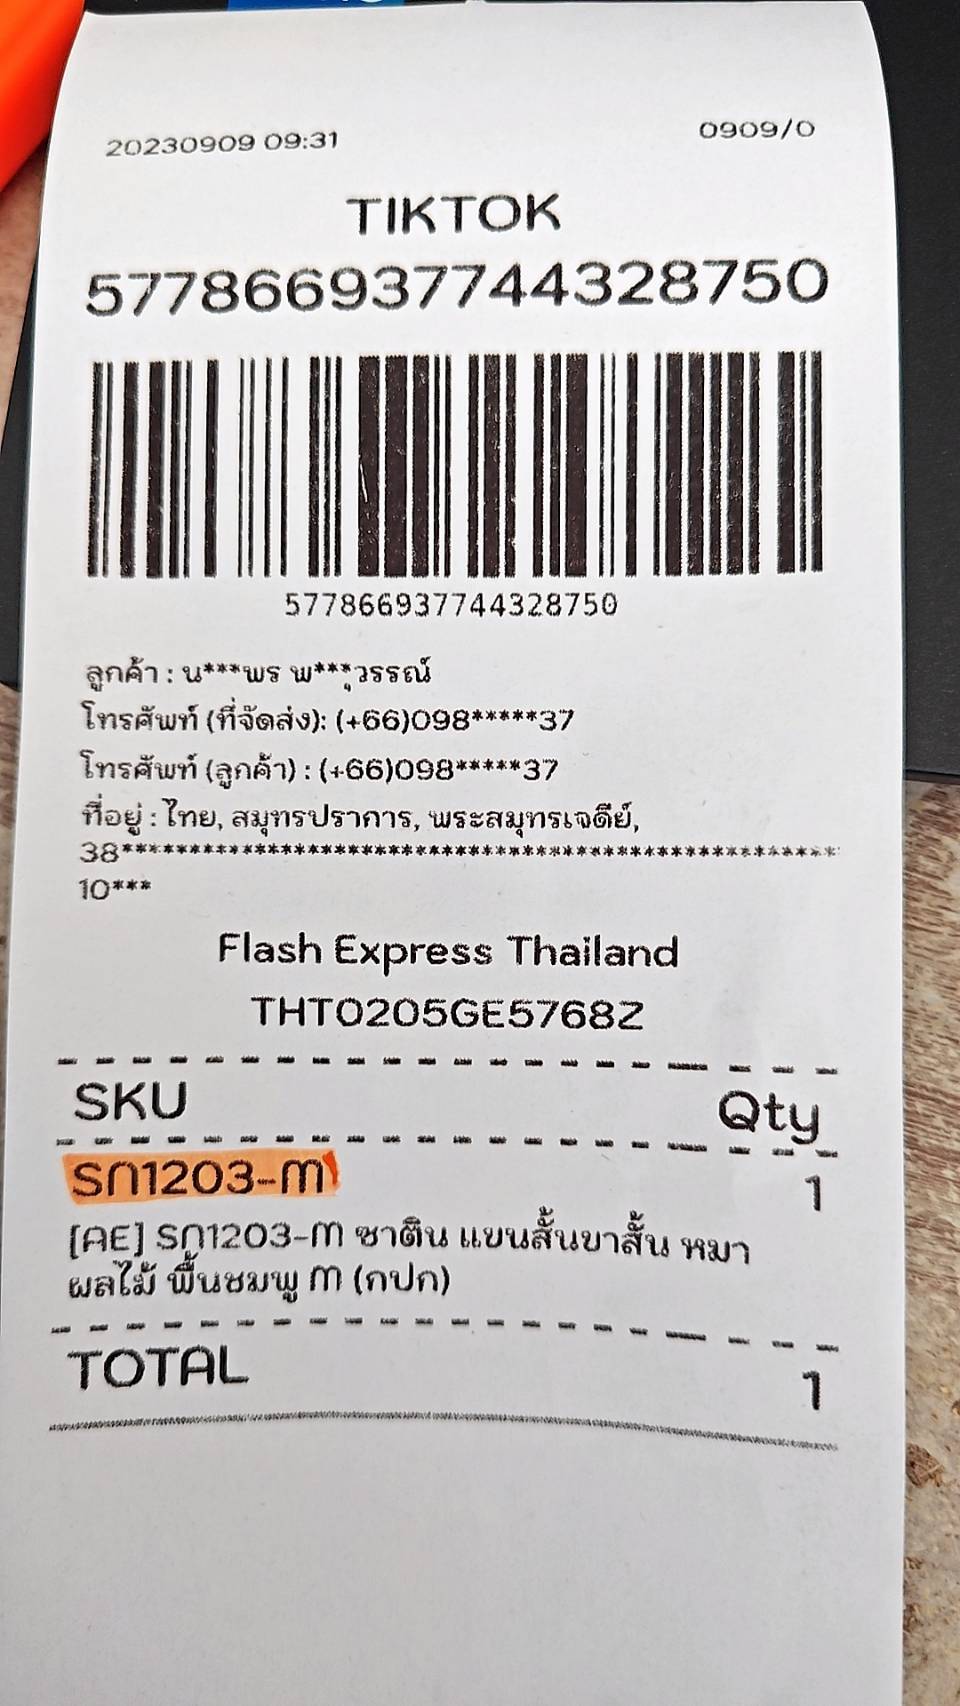 20230909 09:31 0909/0
TIKTOK
577866937744328750
577866937744328750
ลูกค้า : น***พร พ***ุวรรณ์
โทรศัพท์ (ที่จัดส่ง): (+66)098*****37
โทรศัพท์ (ลูกค้า) : (+66)098*****37
ที่อยู่ : ไทย, สมุทรปราการ, พระสมุทรเจดีย์,
38*******************************************************
10***
Flash Express Thailand
THT0205GE5768Z
SKU Qty
SΠ1203-M 1
[AE] SΠ1203-M ซาติน แขนสั้นขาสั้น หมา
ผลไม้ พื้นชมพู M (กปก)
TOTAL 1